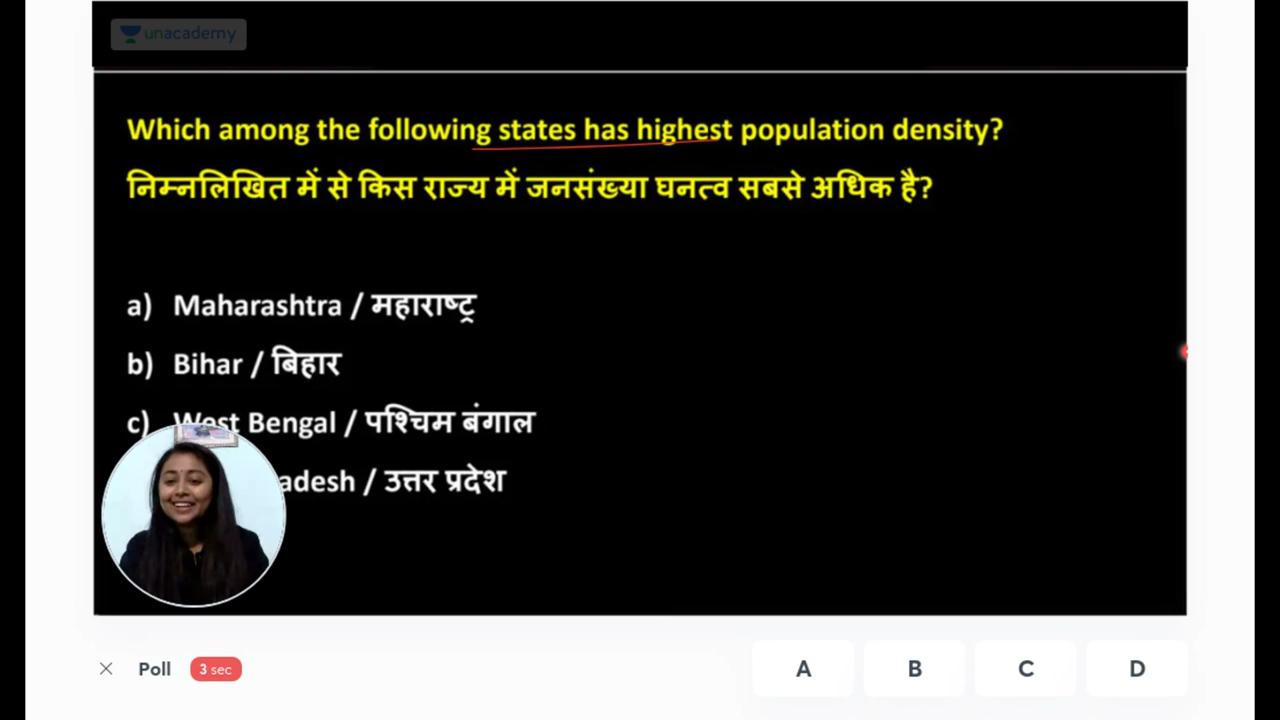 unacademy
Which among the following states has highest population density?
निम्नलिखित में से किस राज्य में जनसंख्या घनत्व सबसे अधिक है?
a) Maharashtra / महाराष्ट्र
b) Bihar / बिहार
c) West Bengal / पश्चिम बंगाल
adesh / उत्तर प्रदेश
Poll 3 sec A B C D